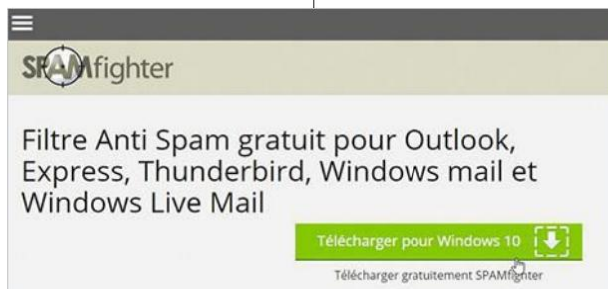 SPAMfighter
Filtre Anti Spam gratuit pour Outlook,
Express, Thunderbird, Windows mail et
Windows Live Mail
Télécharger pour Windows 10
Télécharger gratuitement SPAMfighter